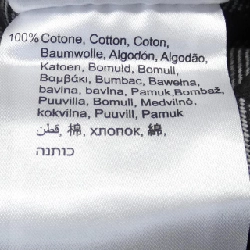 100% Cotone, Cotton, Coton,
Baumwolle, Algodón, Algodão,
Katoen, Bomuld, Bomull,
Βαμβάκι, Bumbac, Bawełna,
bavina, bavlna, Pamuk, Bombaž,
Puuvilla, Bomull, Medvilnė,
kokvilna, Puuvill, Pamuk
قطن, 棉, хлопок, 綿,
כותנה